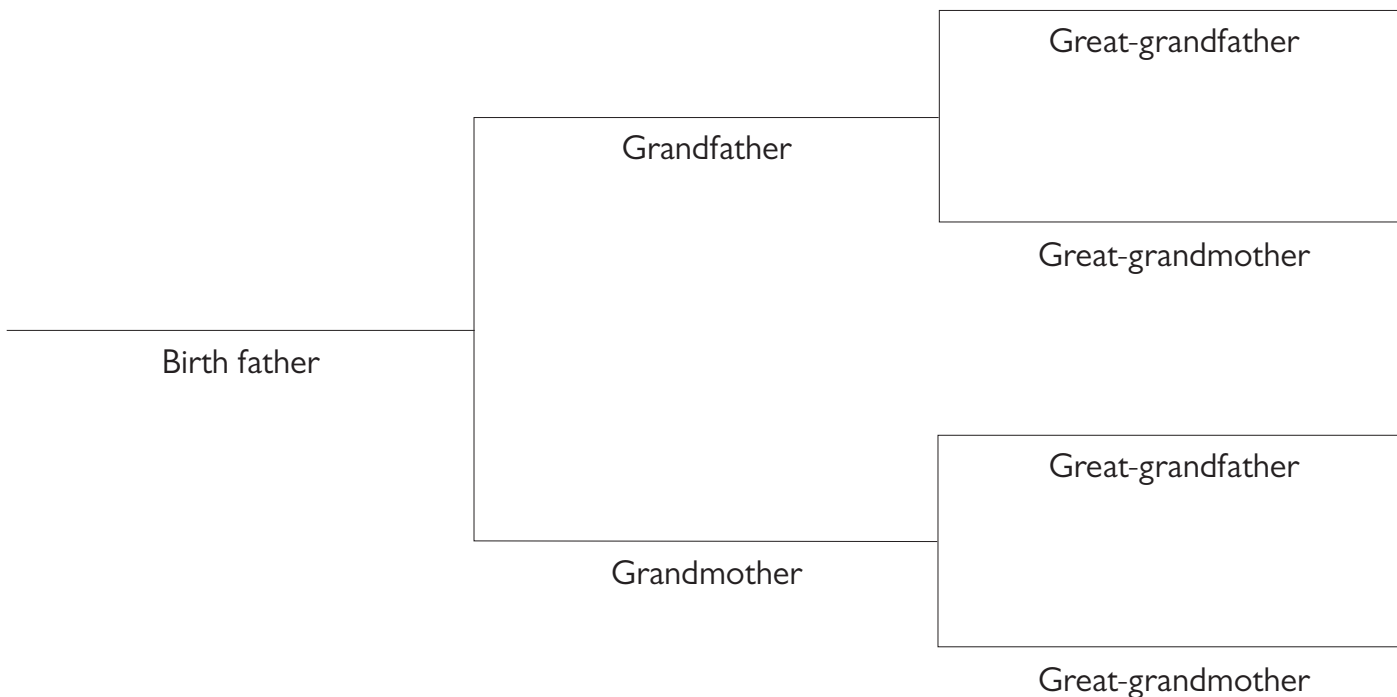 Great-grandfather
Grandfather
Great-grandmother
Birth father
Great-grandfather
Grandmother
Great-grandmother